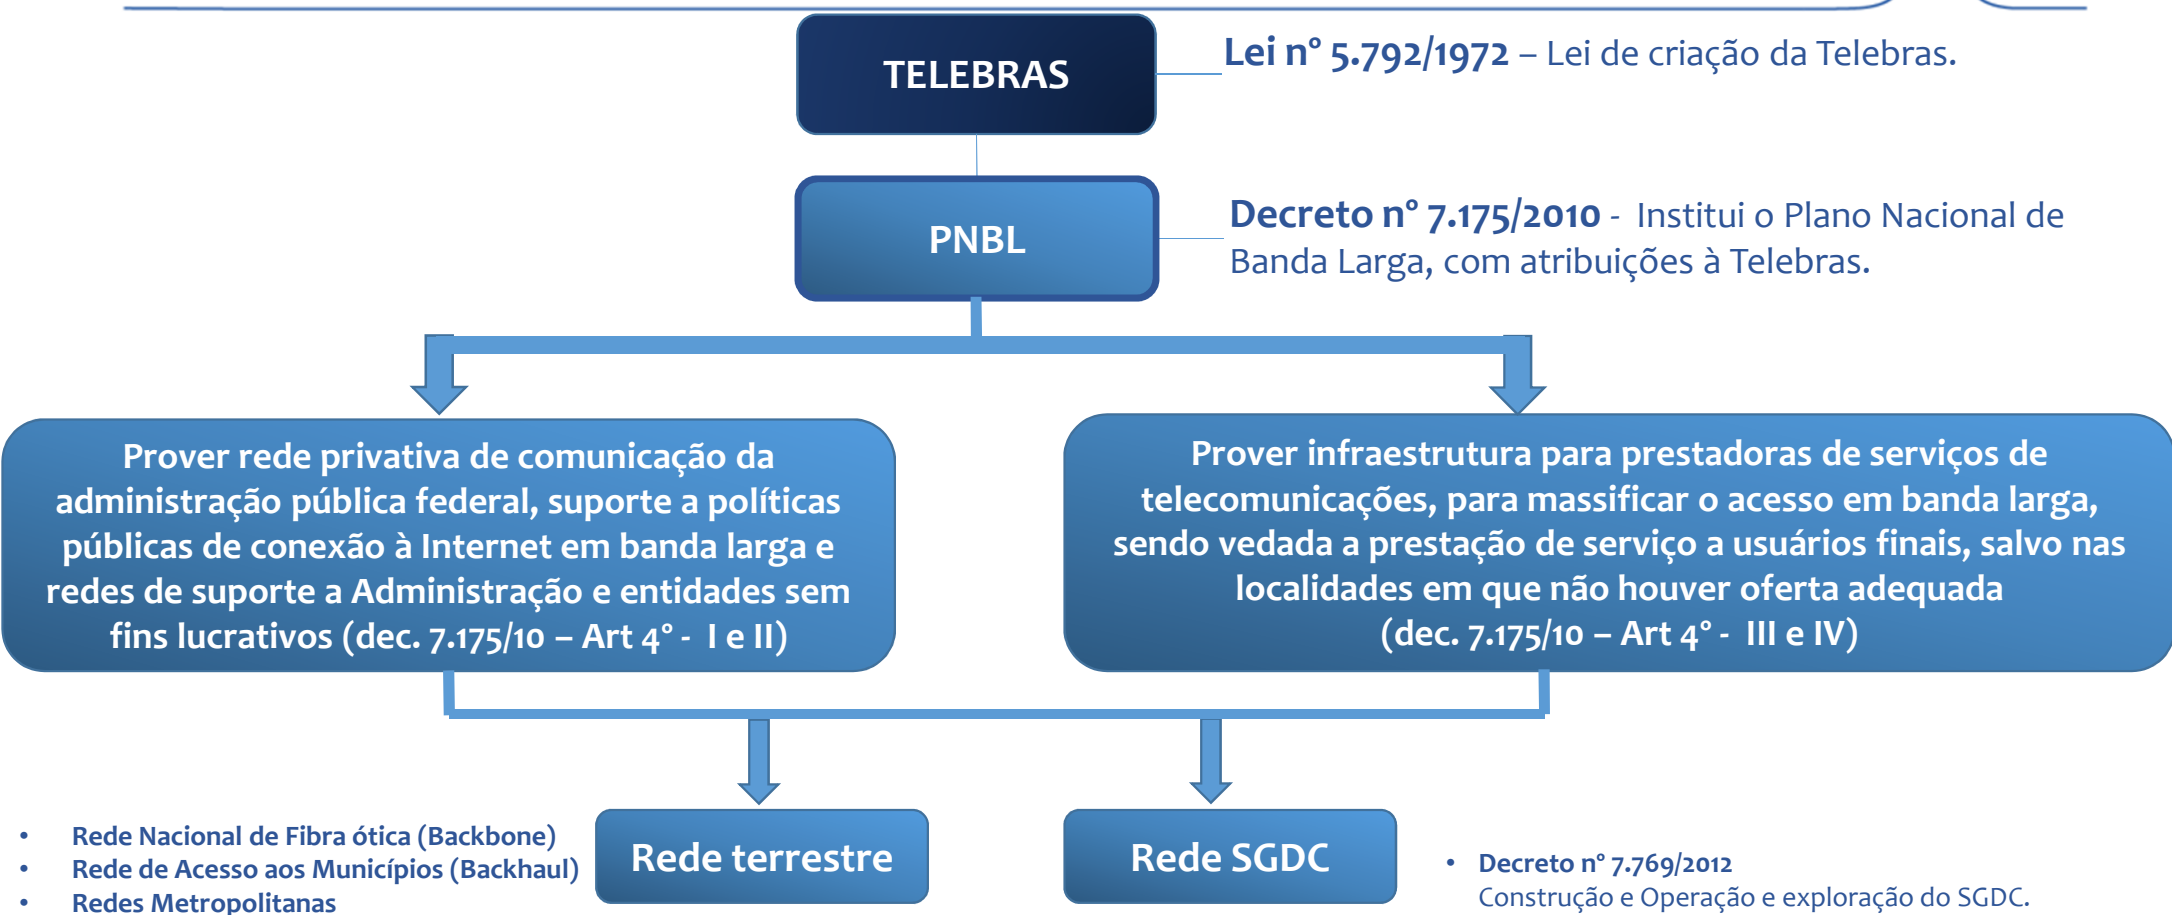 TELEBRAS
Lei n° 5.792/1972 – Lei de criação da Telebras.
PNBL
Decreto n° 7.175/2010 - Institui o Plano Nacional de
Banda Larga, com atribuições à Telebras.
Prover rede privativa de comunicação da
administração pública federal, suporte a políticas
públicas de conexão à Internet em banda larga e
redes de suporte a Administração e entidades sem
fins lucrativos (dec. 7.175/10 – Art 4° - I e II)
Prover infraestrutura para prestadoras de serviços de
telecomunicações, para massificar o acesso em banda larga,
sendo vedada a prestação de serviço a usuários finais, salvo nas
localidades em que não houver oferta adequada
(dec. 7.175/10 – Art 4° - III e IV)
• Rede Nacional de Fibra ótica (Backbone)
• Rede de Acesso aos Municípios (Backhaul)
• Redes Metropolitanas
Rede terrestre
Rede SGDC
• Decreto n° 7.769/2012
Construção e Operação e exploração do SGDC.